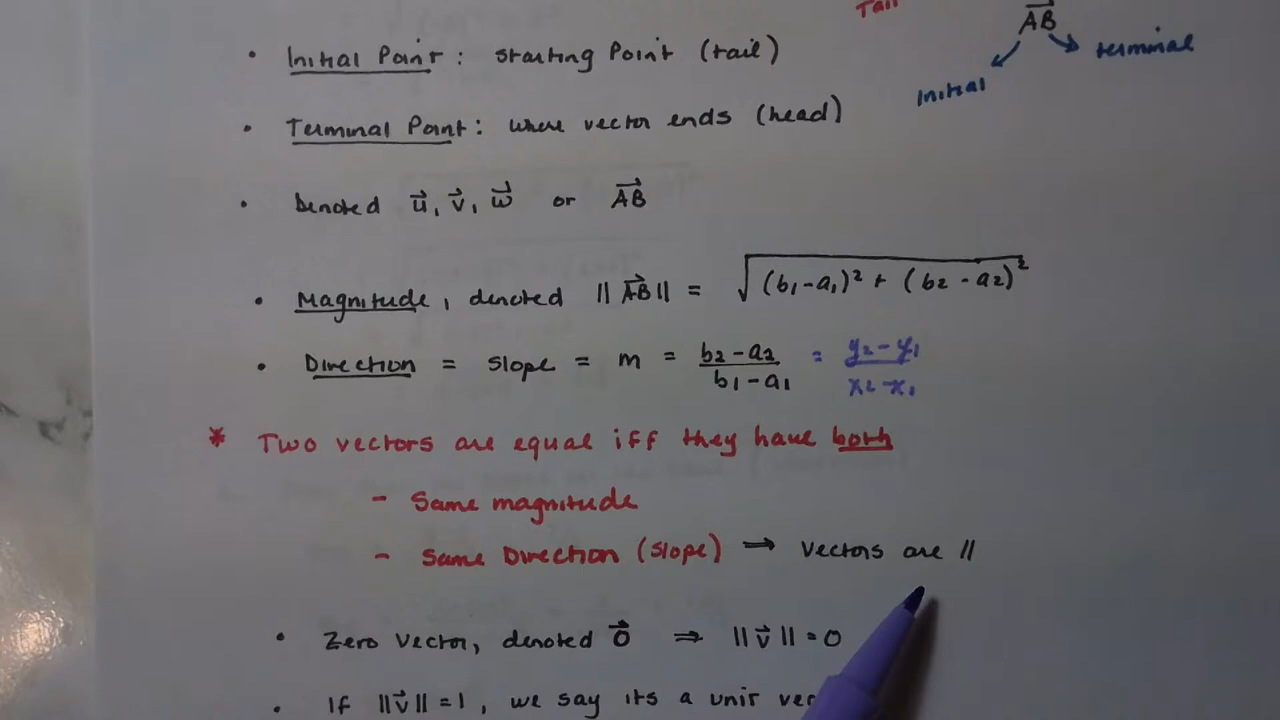 Tail
AB
Initial
terminal
• Initial Point : Starting Point (tail)
• Terminal Point : where vector ends (head)
• Denoted u⃗, v⃗, w⃗ or AB⃗
• Magnitude, denoted ||AB⃗|| = √((b₁-a₁)² + (b₂-a₂)²)
• Direction = Slope = m = (b₂-a₂)/(b₁-a₁) = (y₂-y₁)/(x₂-x₁)
* Two vectors are equal iff they have both
- Same magnitude
- Same Direction (Slope) ⟹ vectors are ||
• Zero vector, denoted 0⃗ ⟹ ||v⃗|| = 0
• If ||v⃗|| = 1, we say its a unit